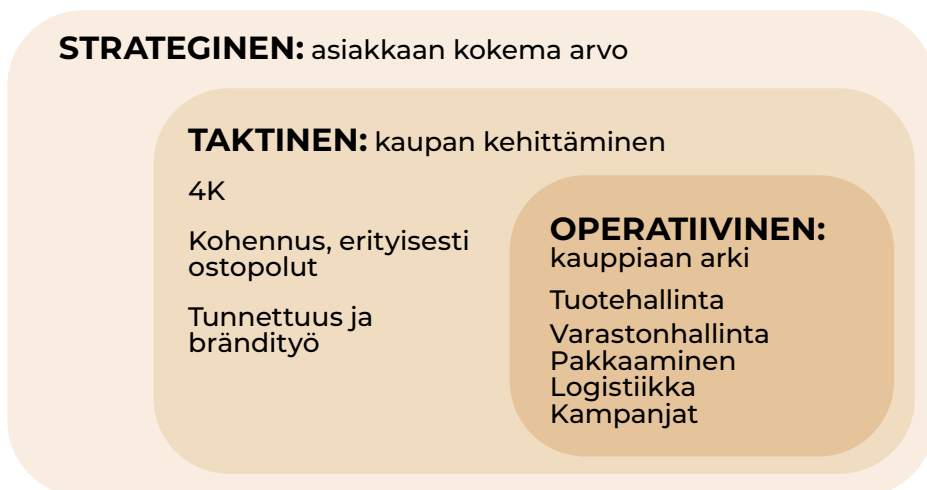 STRATEGINEN: asiakkaan kokema arvo
TAKTINEN: kaupan kehittäminen
4K
Kohennus, erityisesti
ostopolut
Tunnettuus ja
brändityö
OPERATIIVINEN:
kauppiaan arki
Tuotehallinta
Varastonhallinta
Pakkaaminen
Logistiikka
Kampanjat